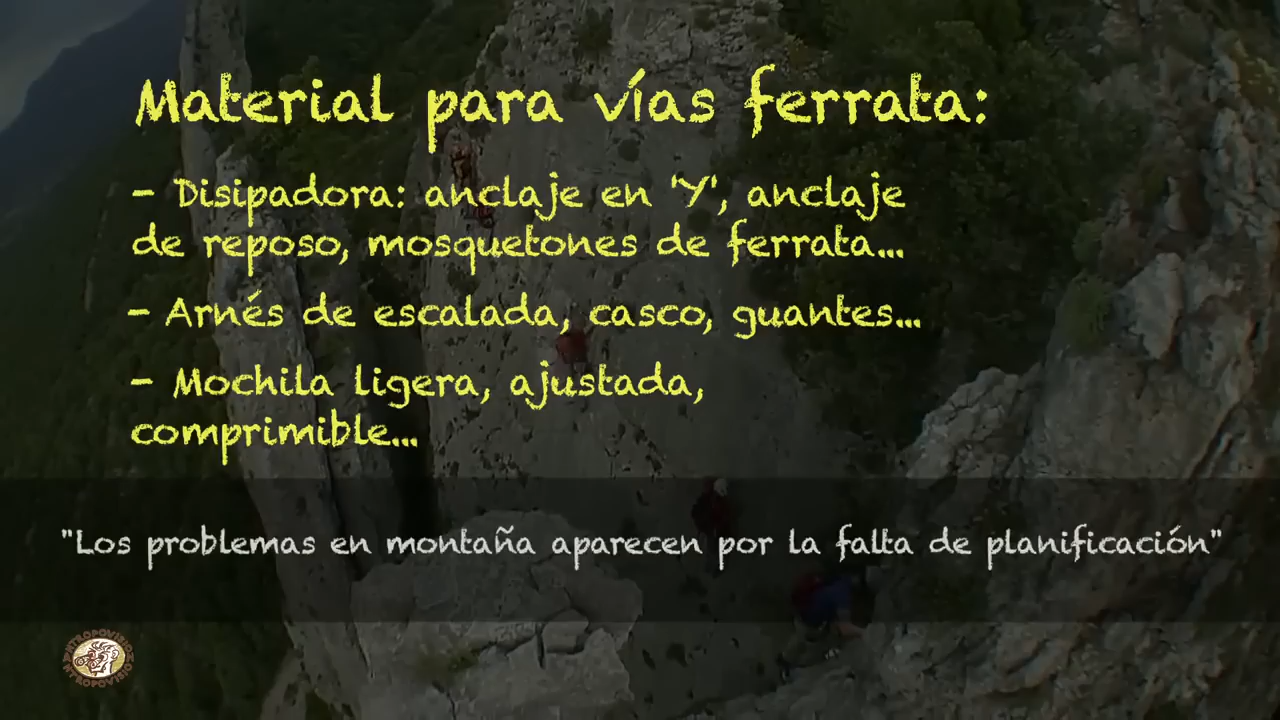 Material para vías ferrata:
- Disipadora: anclaje en 'Y', anclaje
de reposo, mosquetones de ferrata...
- Arnés de escalada, casco, guantes...
- Mochila ligera, ajustada,
comprimible...
"Los problemas en montaña aparecen por la falta de planificación"